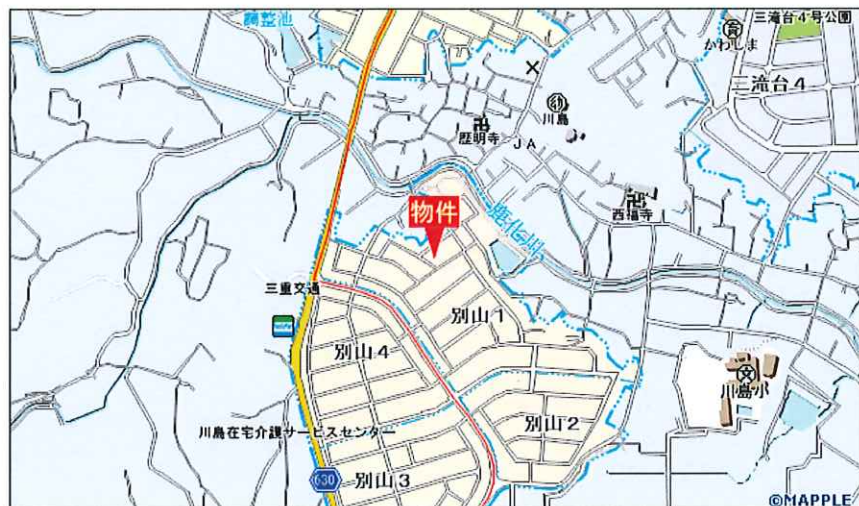 調整池
三滝台4号公園
かわしま
三滝台4
川島
歴明寺
JA
西福寺
物件
鹿化川
三重交通
別山1
別山4
川島小
別山2
川島在宅介護サービスセンター
630
別山3
©MAPPLE